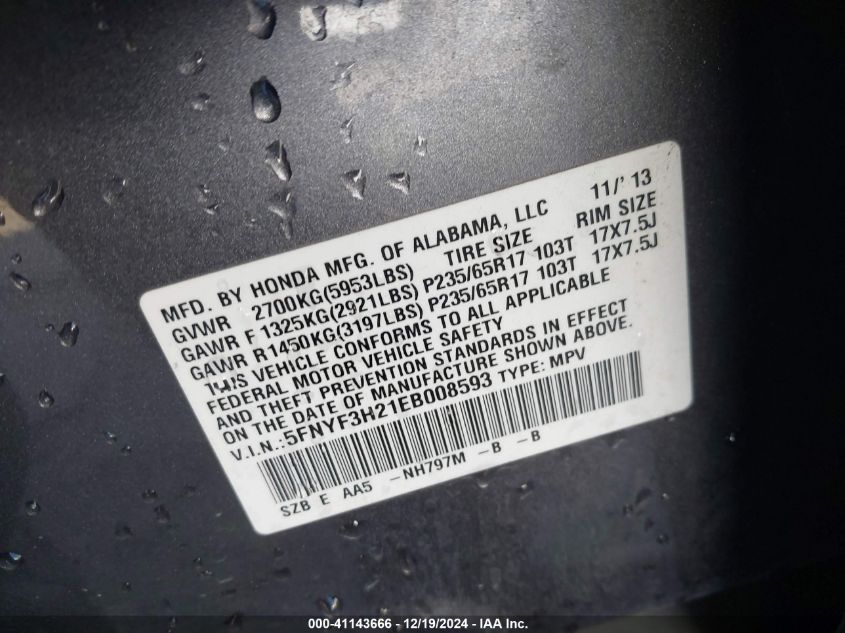 MFD. BY HONDA MFG. OF ALABAMA, LLC 11/' 13
GVWR 2700KG(5953LBS) TIRE SIZE RIM SIZE
GAWR F 1325KG(2921LBS) P235/65R17 103T 17X7.5J
GAWR R1450KG(3197LBS) P235/65R17 103T 17X7.5J
THIS VEHICLE CONFORMS TO ALL APPLICABLE
FEDERAL MOTOR VEHICLE SAFETY
AND THEFT PREVENTION STANDARDS IN EFFECT
ON THE DATE OF MANUFACTURE SHOWN ABOVE.
V.I.N.:5FNYF3H21EB008593 TYPE: MPV
SZB E AA5 -NH797M -B -B
000-41143666 - 12/19/2024 - IAA Inc.